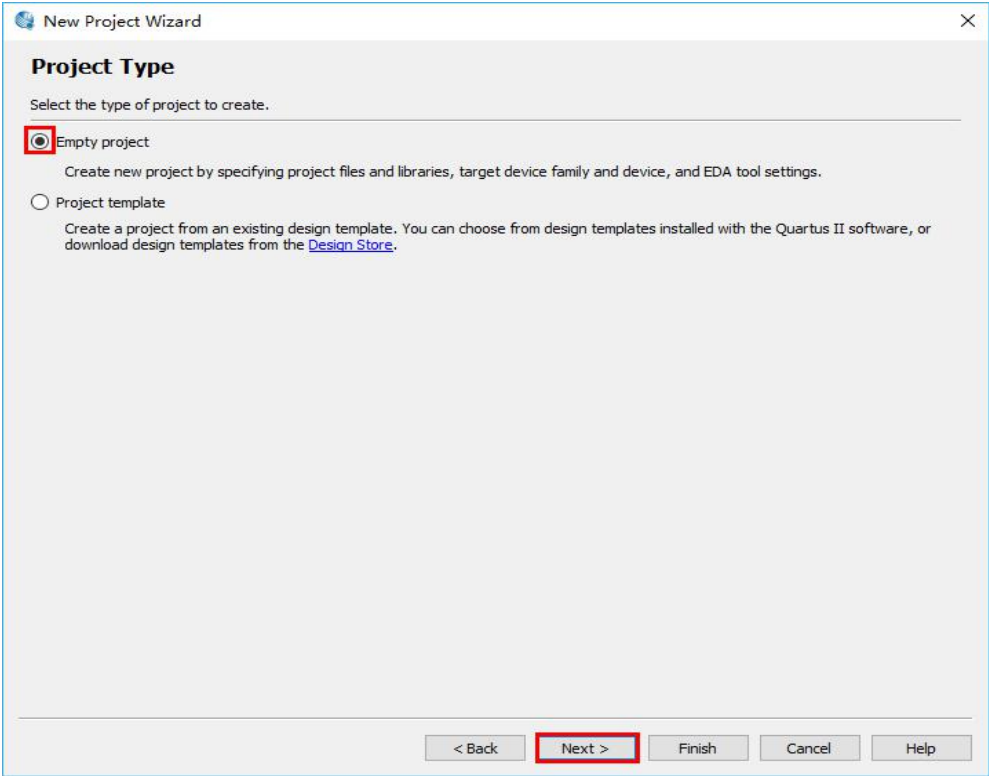 New Project Wizard
Project Type
Select the type of project to create.
Empty project
Create new project by specifying project files and libraries, target device family and device, and EDA tool settings.
Project template
Create a project from an existing design template. You can choose from design templates installed with the Quartus II software, or
download design templates from the Design Store.
< Back Next > Finish Cancel Help